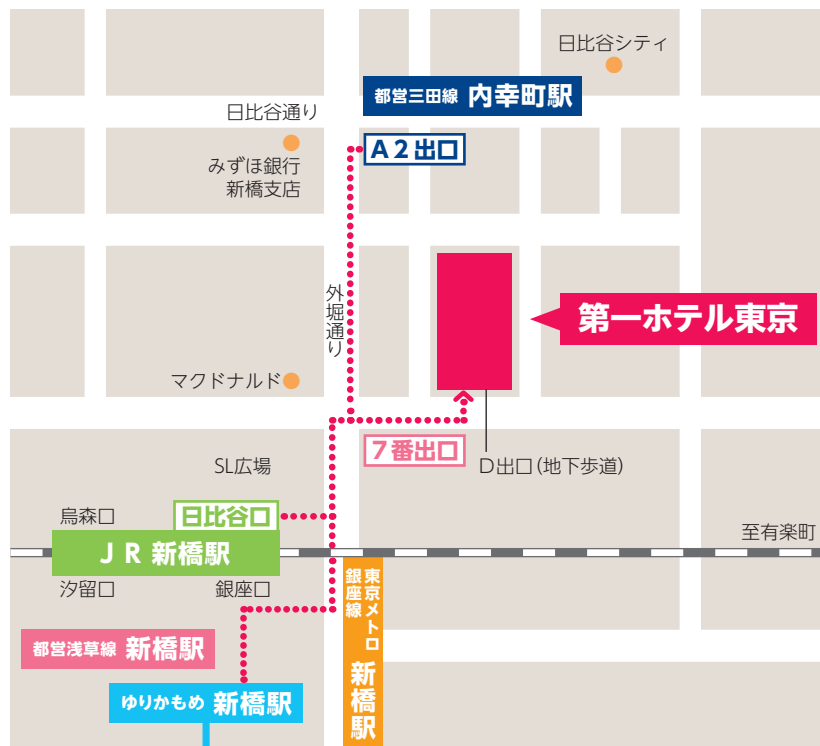 日比谷シティ
都営三田線 内幸町駅
日比谷通り
A2出口
みずほ銀行
新橋支店
外堀通り
第一ホテル東京
マクドナルド
7番出口
SL広場
D出口(地下歩道)
烏森口
日比谷口
至有楽町
JR 新橋駅
汐留口
銀座口
東京メトロ
銀座線
新橋駅
都営浅草線 新橋駅
ゆりかもめ 新橋駅